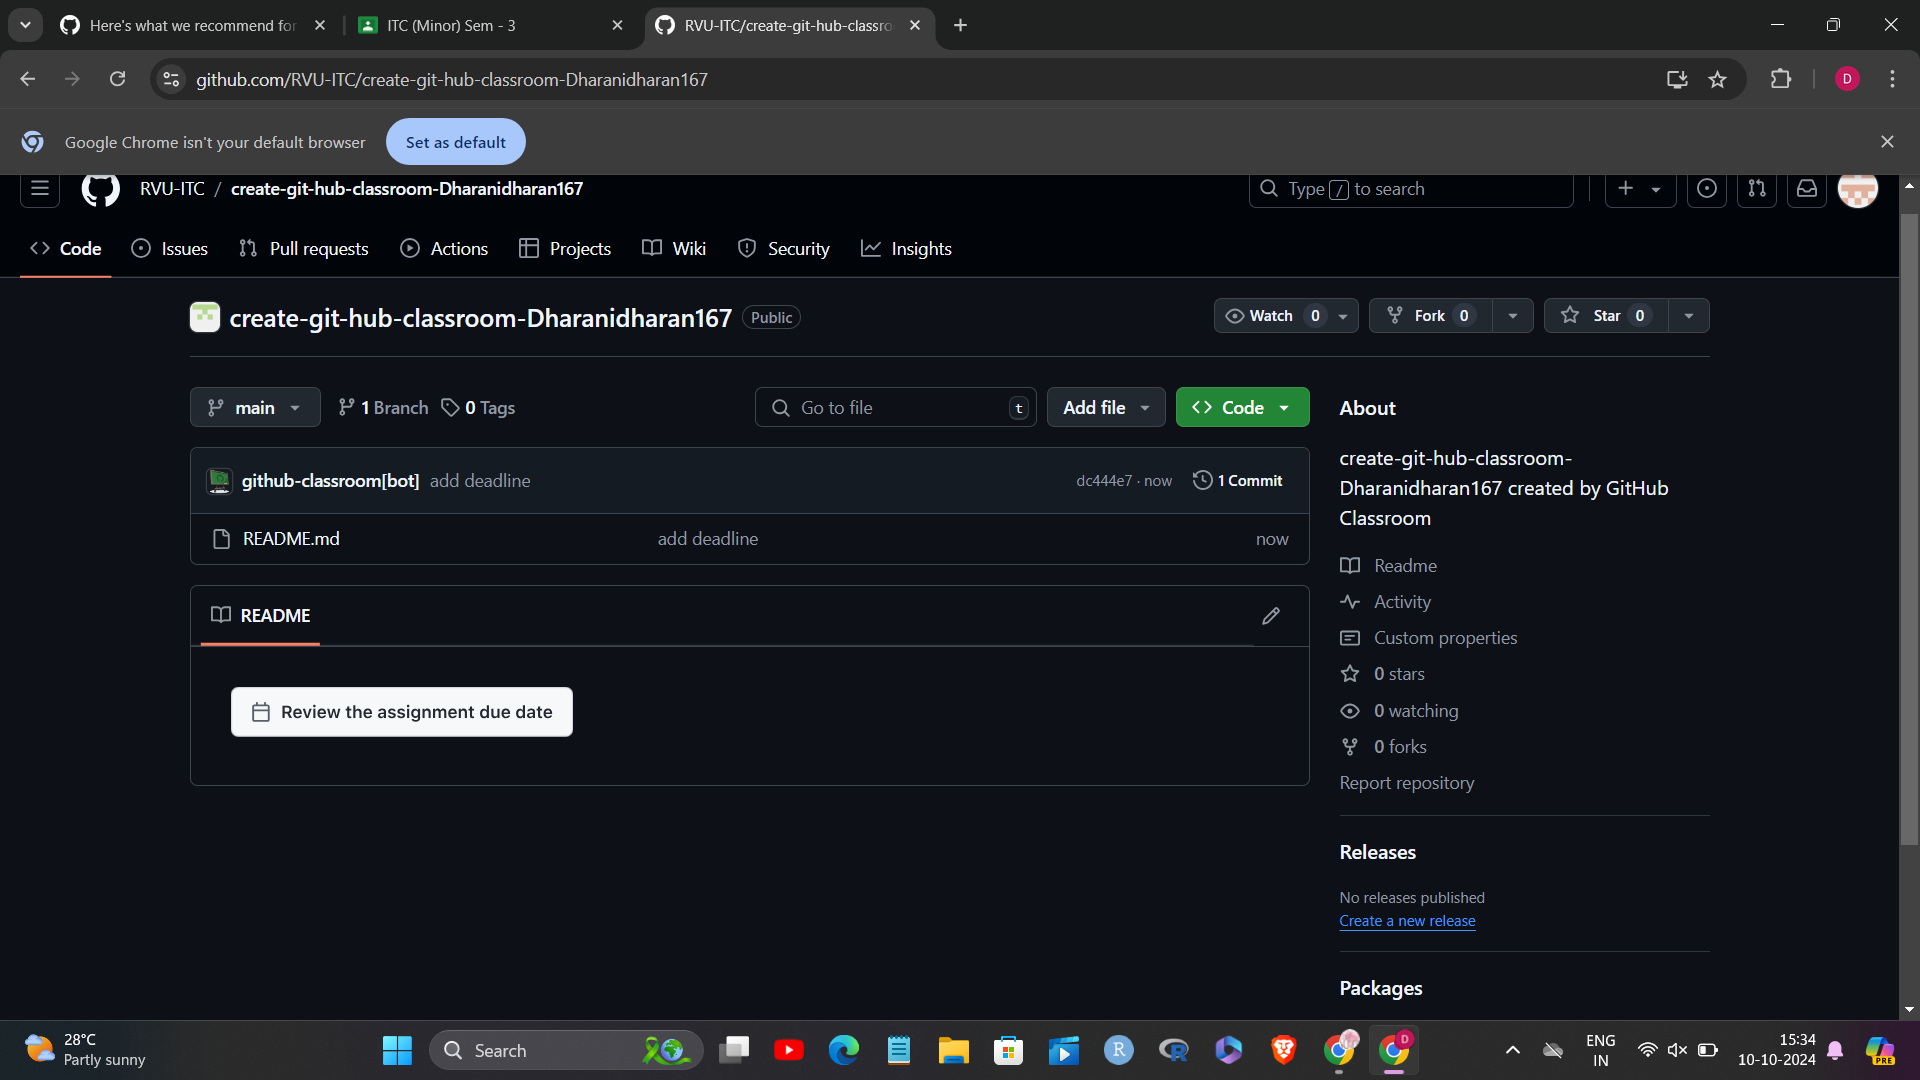 Here's what we recommend for
ITC (Minor) Sem - 3
RVU-ITC/create-git-hub-classro
github.com/RVU-ITC/create-git-hub-classroom-Dharanidharan167
D
Google Chrome isn't your default browser
Set as default
RVU-ITC / create-git-hub-classroom-Dharanidharan167
Type / to search
Code
Issues
Pull requests
Actions
Projects
Wiki
Security
Insights
create-git-hub-classroom-Dharanidharan167
Public
Watch 0
Fork 0
Star 0
main
1 Branch
0 Tags
Go to file
t
Add file
Code
github-classroom[bot] add deadline
dc444e7 · now
1 Commit
README.md
add deadline
now
README
Review the assignment due date
About
create-git-hub-classroom-
Dharanidharan167 created by GitHub
Classroom
Readme
Activity
Custom properties
0 stars
0 watching
0 forks
Report repository
Releases
No releases published
Create a new release
Packages
28°C
Partly sunny
Search
R
R
D
ENG
IN
15:34
10-10-2024
PRE